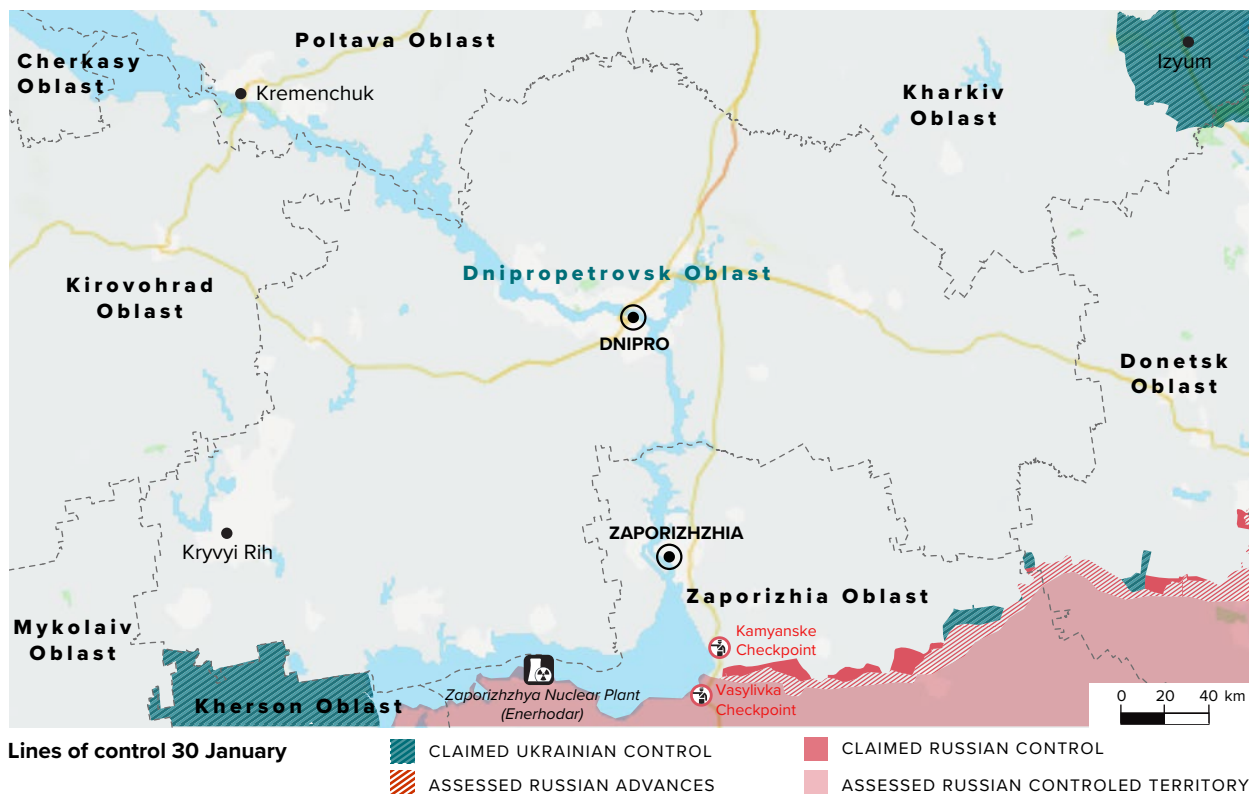 Poltava Oblast
Cherkasy
Oblast
Kremenchuk
Kharkiv
Oblast
Izyum
Kirovohrad
Oblast
Dnipropetrovsk Oblast
DNIPRO
Donetsk
Oblast
Kryvyi Rih
ZAPORIZHZHIA
Zaporizhia Oblast
Mykolaiv
Oblast
Kamyanske
Checkpoint
Zaporizhzhya Nuclear Plant
(Enerhodar)
Vasylivka
Checkpoint
Kherson Oblast
0 20 40 km
Lines of control 30 January
CLAIMED UKRAINIAN CONTROL
ASSESSED RUSSIAN ADVANCES
CLAIMED RUSSIAN CONTROL
ASSESSED RUSSIAN CONTROLED TERRITORY